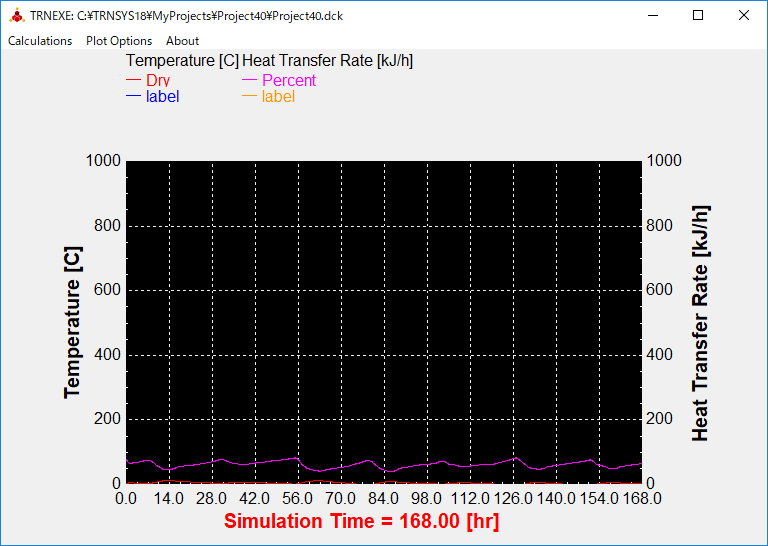 TRNEXE: C:¥TRNSYS18¥MyProjects¥Project40¥Project40.dck
Calculations Plot Options About
Temperature [C] Heat Transfer Rate [kJ/h]
Dry Percent
label label
1000 1000
800 800
600 600
400 400
200 200
0 0
Temperature [C]
Heat Transfer Rate [kJ/h]
0.0 14.0 28.0 42.0 56.0 70.0 84.0 98.0 112.0 126.0 140.0 154.0 168.0
Simulation Time = 168.00 [hr]